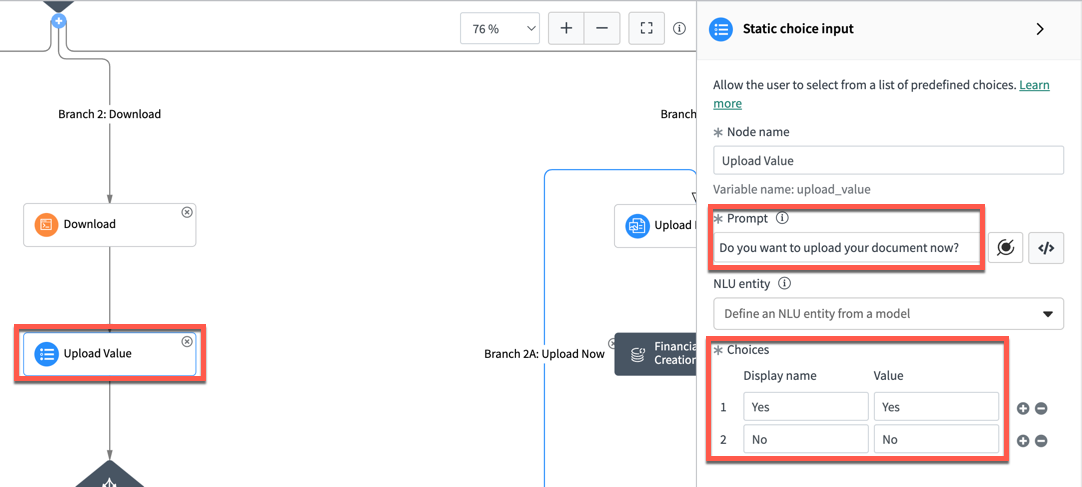 76 %
Static choice input
Allow the user to select from a list of predefined choices. Learn
more
Branch 2: Download
Branch
Node name
Upload Value
Variable name: upload_value
Download
Upload
Prompt
Do you want to upload your document now?
NLU entity
Define an NLU entity from a model
Upload Value
Branch 2A: Upload Now
Financia
Creation
Choices
Display name Value
1 Yes Yes
2 No No